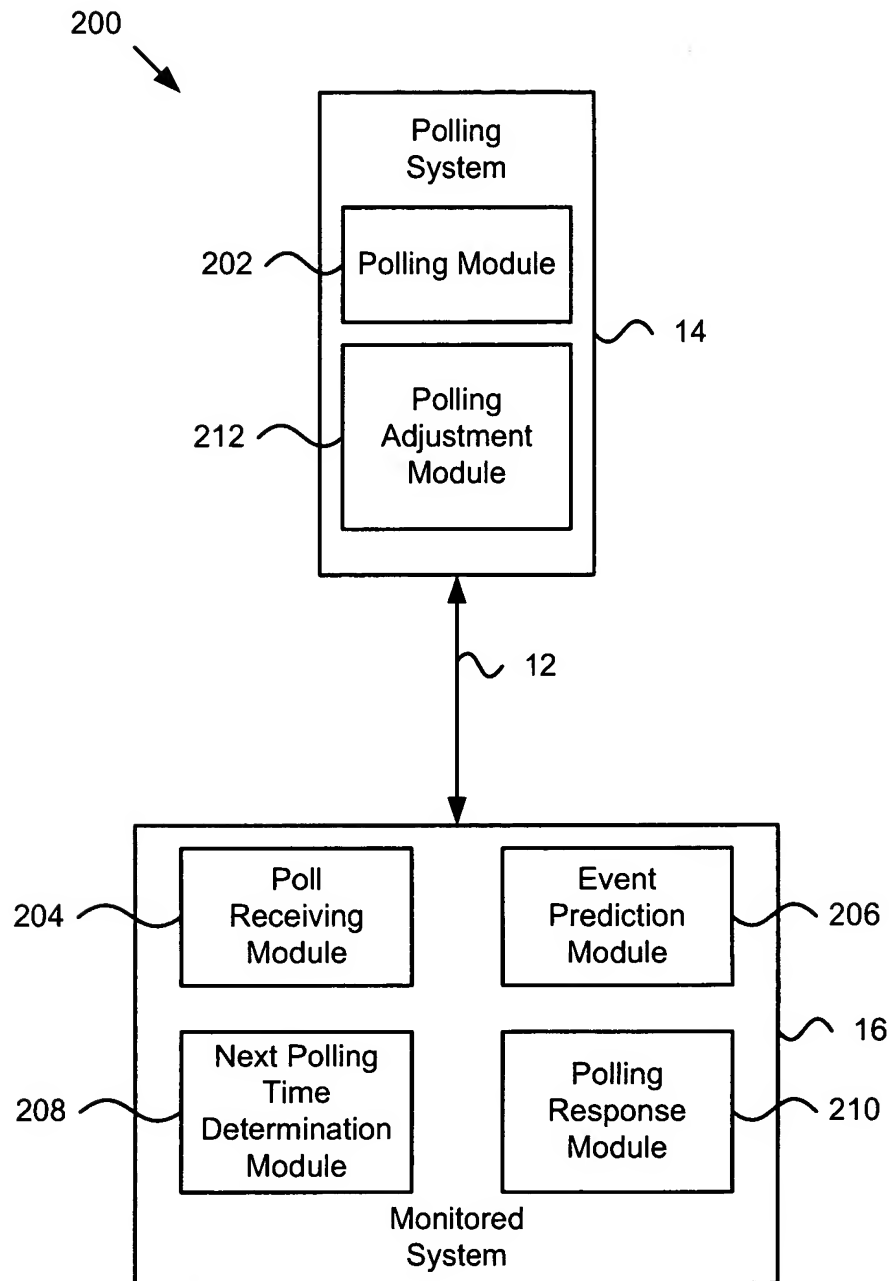 200
Polling
System
202
Polling Module
14
212
Polling
Adjustment
Module
12
204
Poll
Receiving
Module
Event
Prediction
Module
206
16
208
Next Polling
Time
Determination
Module
Polling
Response
Module
210
Monitored
System